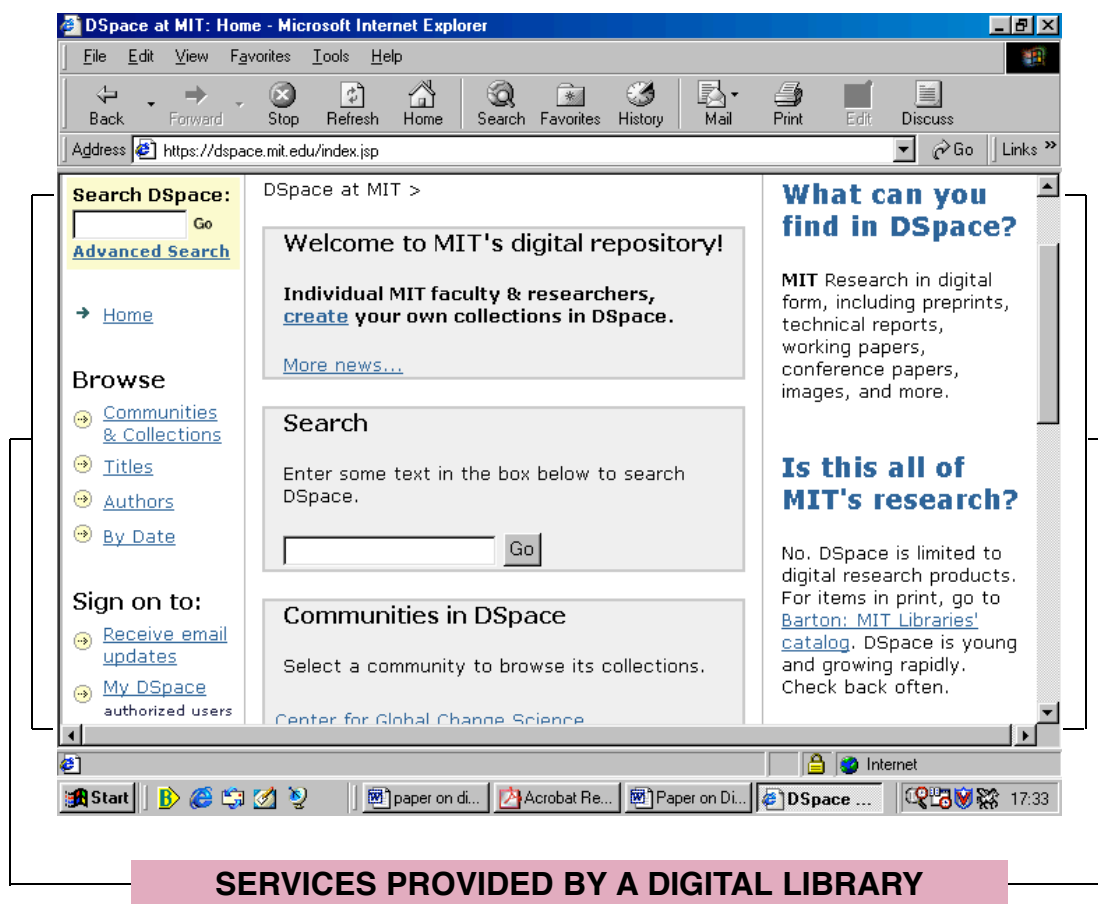 DSpace at MIT: Home - Microsoft Internet Explorer
File Edit View Favorites Tools Help
Back Forward Stop Refresh Home Search Favorites History Mail Print Edit Discuss
Address https://dspace.mit.edu/index.jsp Go Links »
Search DSpace:
Go
Advanced Search
Home
Browse
Communities
& Collections
Titles
Authors
By Date
Sign on to:
Receive email
updates
My DSpace
authorized users
DSpace at MIT >
Welcome to MIT's digital repository!
Individual MIT faculty & researchers,
create your own collections in DSpace.
More news...
Search
Enter some text in the box below to search
DSpace.
Go
Communities in DSpace
Select a community to browse its collections.
Center for Global Change Science
What can you
find in DSpace?
MIT Research in digital
form, including preprints,
technical reports,
working papers,
conference papers,
images, and more.
Is this all of
MIT's research?
No. DSpace is limited to
digital research products.
For items in print, go to
Barton: MIT Libraries'
catalog. DSpace is young
and growing rapidly.
Check back often.
Internet
Start paper on di... Acrobat Re... Paper on Di... DSpace ... 17:33
SERVICES PROVIDED BY A DIGITAL LIBRARY